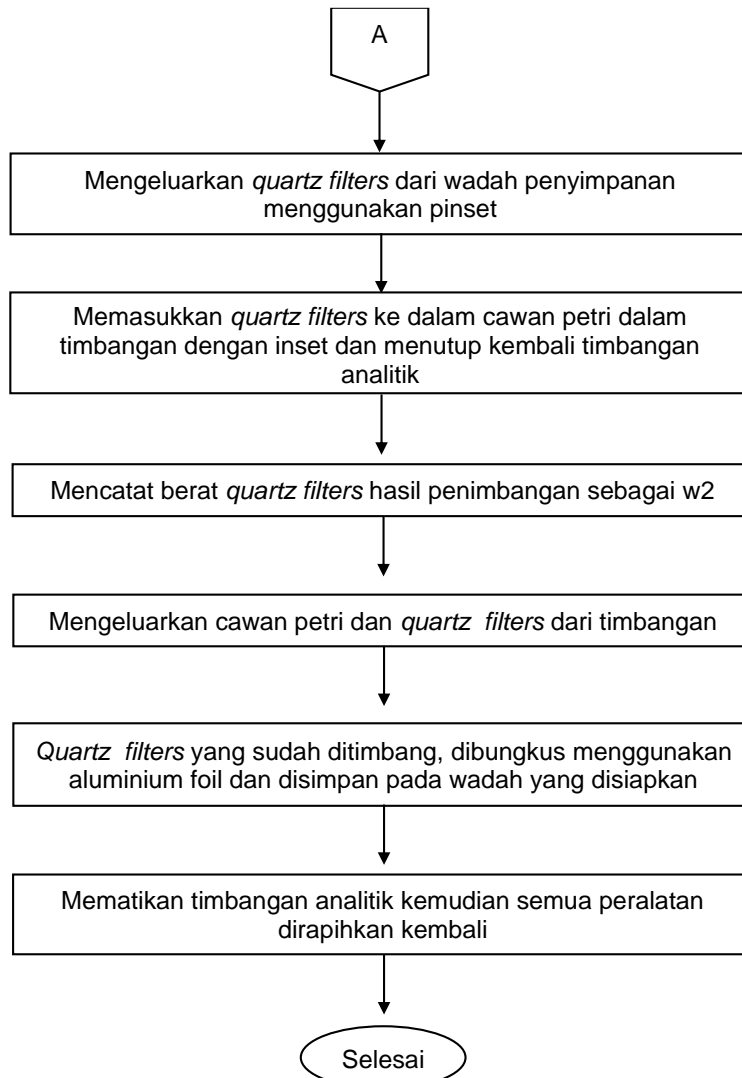 A
Mengeluarkan quartz filters dari wadah penyimpanan
menggunakan pinset
Memasukkan quartz filters ke dalam cawan petri dalam
timbangan dengan inset dan menutup kembali timbangan
analitik
Mencatat berat quartz filters hasil penimbangan sebagai w2
Mengeluarkan cawan petri dan quartz filters dari timbangan
Quartz filters yang sudah ditimbang, dibungkus menggunakan
aluminium foil dan disimpan pada wadah yang disiapkan
Mematikan timbangan analitik kemudian semua peralatan
dirapihkan kembali
Selesai